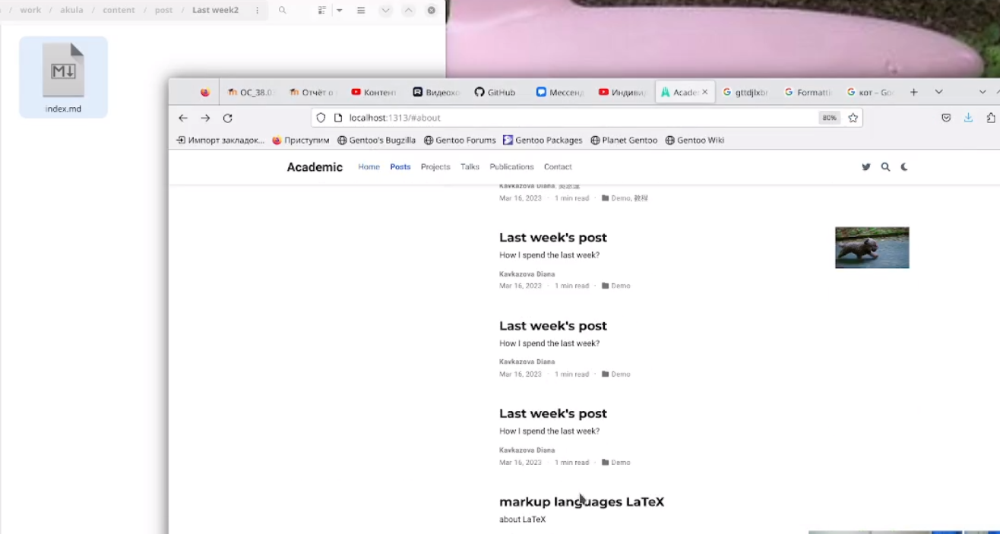 / work / akula / content / post / Last week2
index.md
M
OC_38.0
Отчёт о
Контент
Видеохо
GitHub
Мессенд
Индиви
Acade
gttdjlxb
Formatti
кот – Go
localhost:1313/#about
80%
Импорт закладок...
Приступим
Gentoo's Bugzilla
Gentoo Forums
Gentoo Packages
Planet Gentoo
Gentoo Wiki
Academic
Home
Posts
Projects
Talks
Publications
Contact
Kavkazova Diana, 吳恩達
Mar 16, 2023 · 1 min read · Demo, 教程
Last week's post
How I spend the last week?
Kavkazova Diana
Mar 16, 2023 · 1 min read · Demo
Last week's post
How I spend the last week?
Kavkazova Diana
Mar 16, 2023 · 1 min read · Demo
Last week's post
How I spend the last week?
Kavkazova Diana
Mar 16, 2023 · 1 min read · Demo
markup languages LaTeX
about LaTeX